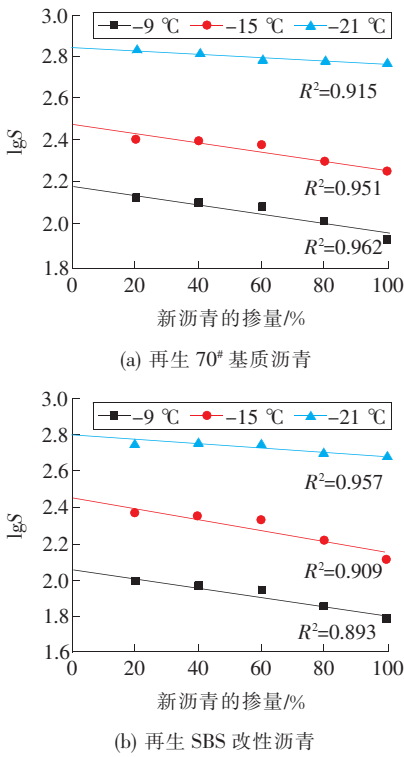 3.0
-9 ℃ -15 ℃ -21 ℃
2.8
R²=0.915
2.6
lgS
2.4
2.2
R²=0.951
2.0
R²=0.962
1.8
0 20 40 60 80 100
新沥青的掺量/%
(a) 再生 70# 基质沥青
3.0
-9 ℃ -15 ℃ -21 ℃
2.8
2.6
R²=0.957
2.4
lgS
2.2
R²=0.909
2.0
1.8
R²=0.893
1.6
0 20 40 60 80 100
新沥青的掺量/%
(b) 再生 SBS 改性沥青